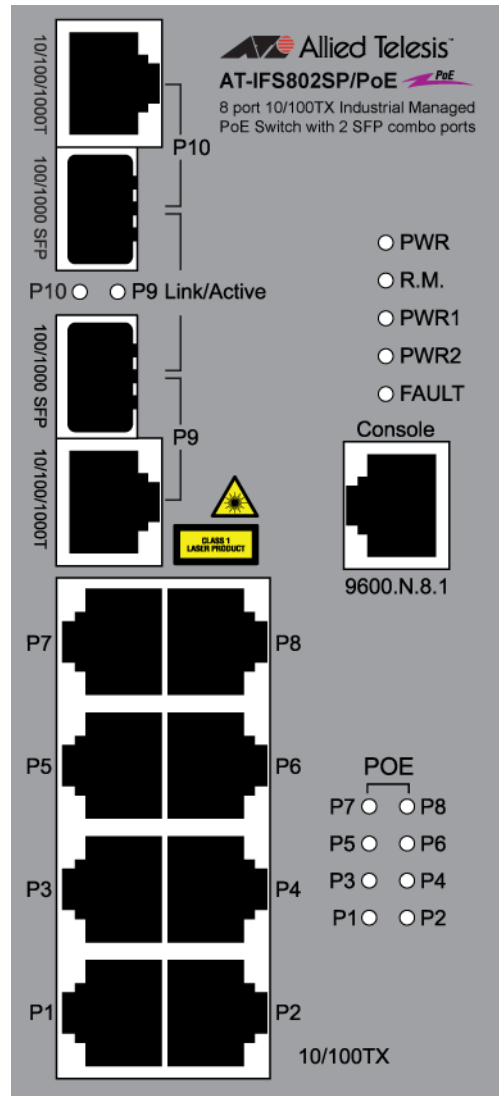 Allied Telesis™
AT-IFS802SP/PoE PoE
8 port 10/100TX Industrial Managed
PoE Switch with 2 SFP combo ports
10/100/1000T
P10
100/1000 SFP
P10 P9 Link/Active
100/1000 SFP
P9
10/100/1000T
CLASS 1
LASER PRODUCT
PWR
R.M.
PWR1
PWR2
FAULT
Console
9600.N.8.1
P7 P8
P5 P6
P3 P4
P1 P2
10/100TX
POE
P7 P8
P5 P6
P3 P4
P1 P2